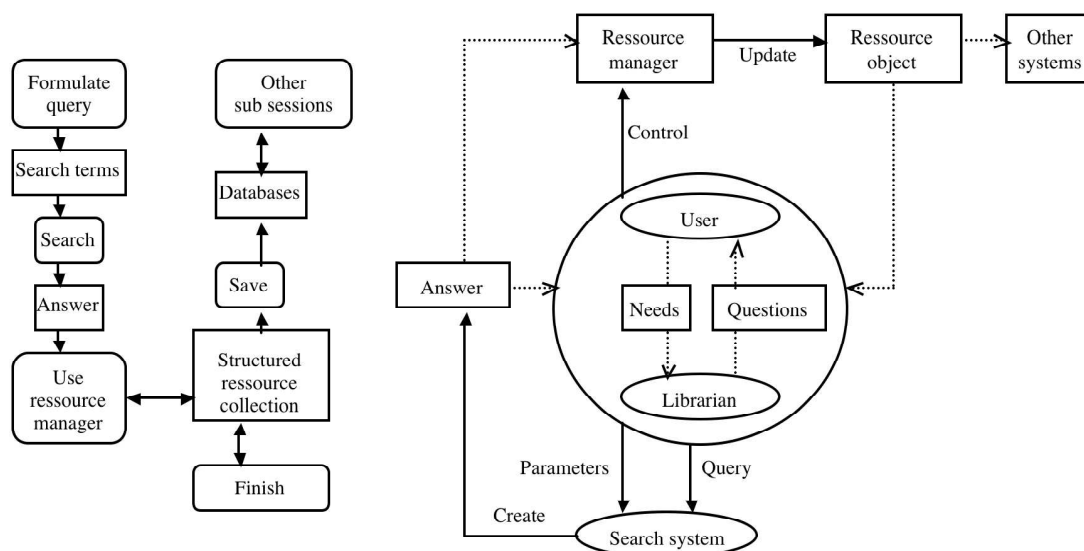 Formulate
query
Search terms
Search
Answer
Use
ressource
manager
Other
sub sessions
Databases
Save
Structured
ressource
collection
Finish
Ressource
manager
Update
Ressource
object
Other
systems
Control
User
Answer
Needs
Questions
Librarian
Parameters
Query
Create
Search system